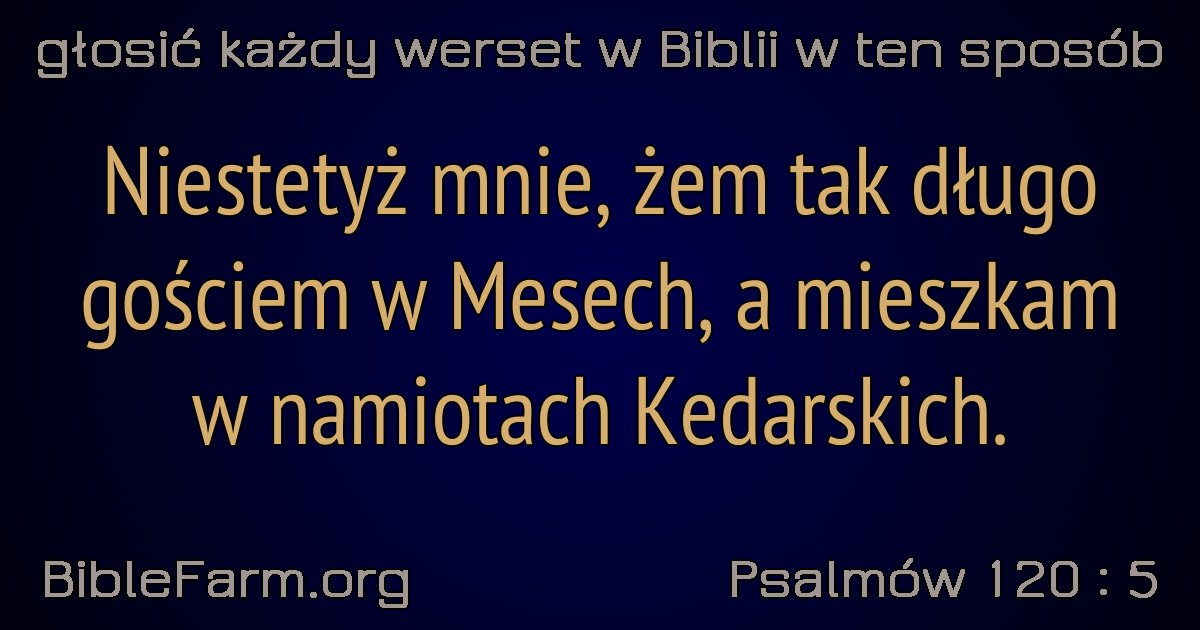 głosić każdy werset w Biblii w ten sposób
Niestetyż mnie, żem tak długo
gościem w Mesech, a mieszkam
w namiotach Kedarskich.
BibleFarm.org
Psalmów 120 : 5